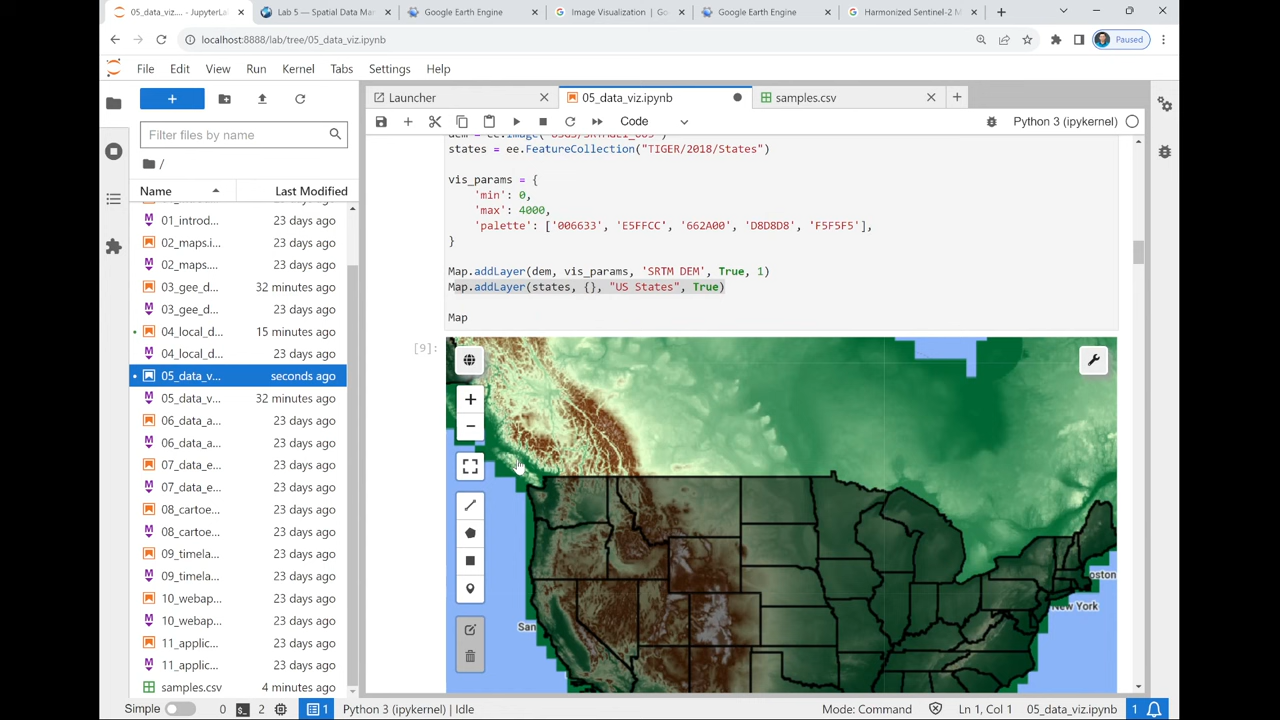 05_data_viz.... - JupyterLab
Lab 5 — Spatial Data Ma
Google Earth Engine
Image Visualization | Go
Google Earth Engine
Harmonized Sentinel-2 M
localhost:8888/lab/tree/05_data_viz.ipynb
Paused
File Edit View Run Kernel Tabs Settings Help
Launcher
05_data_viz.ipynb
samples.csv
Filter files by name
Code
Python 3 (ipykernel)
/
Name Last Modified
01_introd... 23 days ago
02_maps.i... 23 days ago
02_maps.... 23 days ago
03_gee_d... 32 minutes ago
03_gee_d... 23 days ago
04_local_d... 15 minutes ago
04_local_d... 23 days ago
05_data_v... seconds ago
05_data_v... 32 minutes ago
06_data_a... 23 days ago
06_data_a... 23 days ago
07_data_e... 23 days ago
07_data_e... 23 days ago
08_cartoe... 23 days ago
08_cartoe... 23 days ago
09_timela... 23 days ago
09_timela... 23 days ago
10_webap... 23 days ago
10_webap... 23 days ago
11_applic... 23 days ago
11_applic... 23 days ago
samples.csv 4 minutes ago
states = ee.FeatureCollection("TIGER/2018/States")
vis_params = {
'min': 0,
'max': 4000,
'palette': ['006633', 'E5FFCC', '662A00', 'D8D8D8', 'F5F5F5'],
}
Map.addLayer(dem, vis_params, 'SRTM DEM', True, 1)
Map.addLayer(states, {}, "US States", True)
Map
[9]:
+
−
oston
New York
San
Simple 0 2 1 Python 3 (ipykernel) | Idle Mode: Command Ln 1, Col 1 05_data_viz.ipynb 1